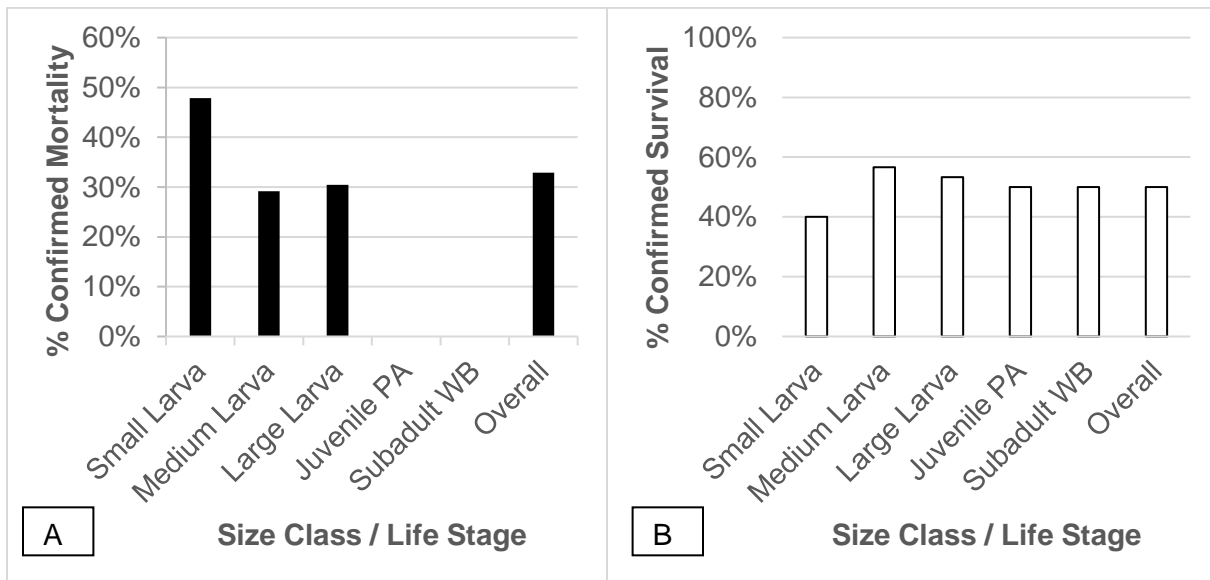 % Confirmed Mortality
60%
50%
40%
30%
20%
10%
0%
Small Larva
Medium Larva
Large Larva
Juvenile PA
Subadult WB
Overall
A
Size Class / Life Stage
% Confirmed Survival
100%
80%
60%
40%
20%
0%
Small Larva
Medium Larva
Large Larva
Juvenile PA
Subadult WB
Overall
B
Size Class / Life Stage